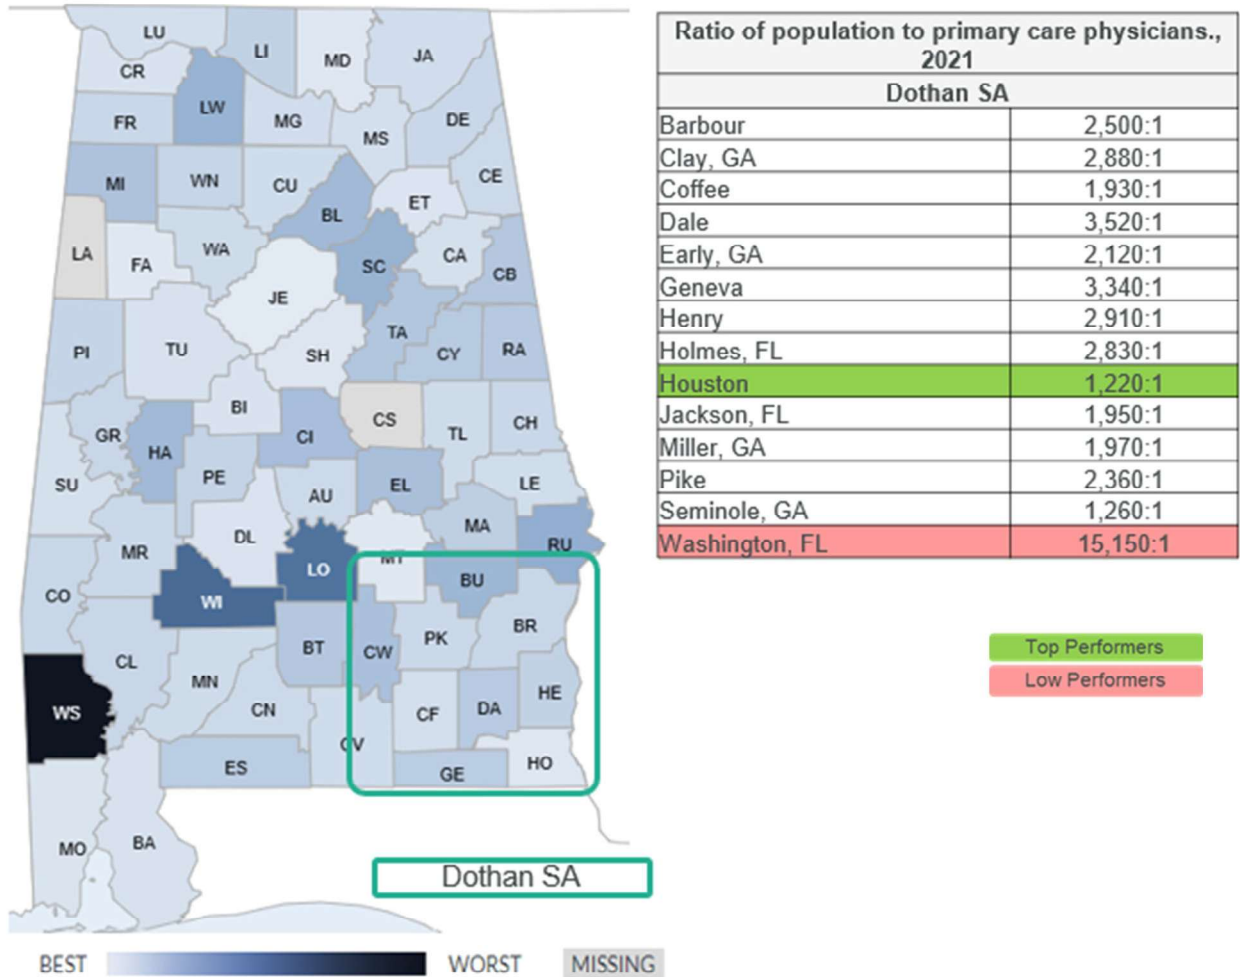 LU
LI
MD
JA
CR
LW
FR
MG
DE
MS
MI
WN
CU
CE
BL
ET
LA
FA
WA
SC
CA
CB
JE
PI
TU
TA
SH
CY
RA
BI
CS
GR
HA
CI
TL
CH
SU
PE
EL
LE
AU
MR
DL
MA
RU
LO
MT
BU
CO
WI
BT
CW
PK
BR
CL
MN
CN
HE
WS
CF
DA
CV
ES
GE
HO
MO
BA
Dothan SA
BEST
WORST
MISSING
Ratio of population to primary care physicians.,
2021
Dothan SA
Barbour 2,500:1
Clay, GA 2,880:1
Coffee 1,930:1
Dale 3,520:1
Early, GA 2,120:1
Geneva 3,340:1
Henry 2,910:1
Holmes, FL 2,830:1
Houston 1,220:1
Jackson, FL 1,950:1
Miller, GA 1,970:1
Pike 2,360:1
Seminole, GA 1,260:1
Washington, FL 15,150:1
Top Performers
Low Performers